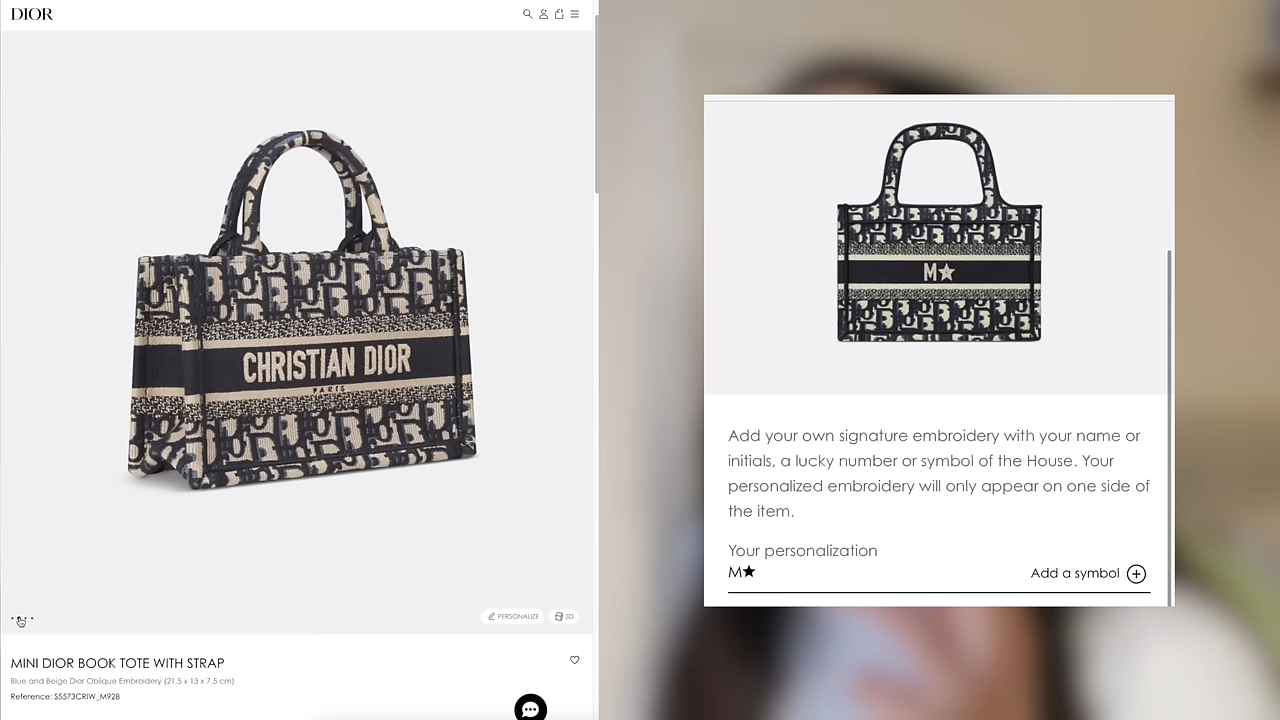 DIOR
CHRISTIAN DIOR
PARIS
PERSONALIZE
3D
MINI DIOR BOOK TOTE WITH STRAP
Blue and Beige Dior Oblique Embroidery (21.5 x 13 x 7.5 cm)
Reference: S5573CRIW_M928
M★
Add your own signature embroidery with your name or
initials, a lucky number or symbol of the House. Your
personalized embroidery will only appear on one side of
the item.
Your personalization
M★
Add a symbol